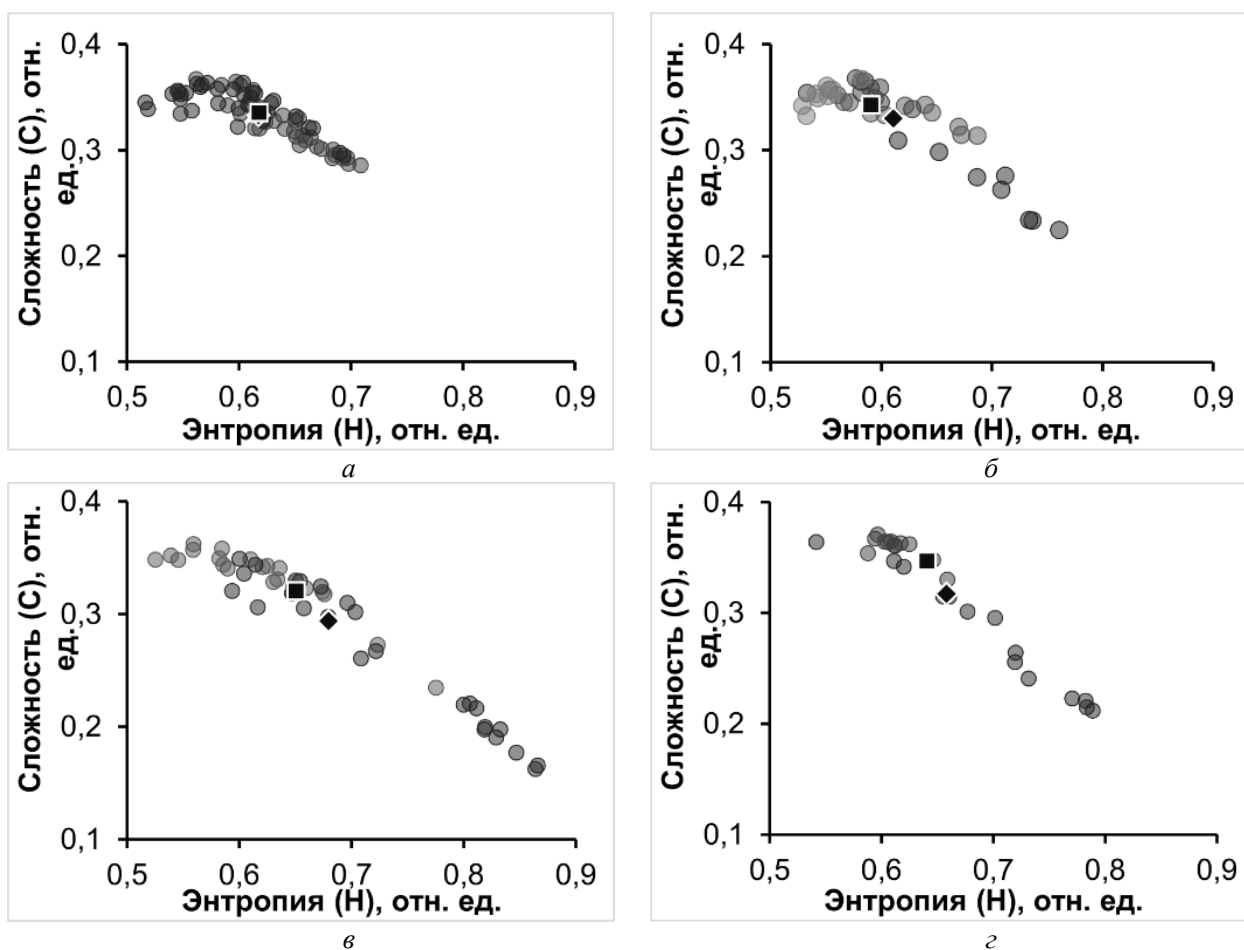 0,4
0,3
0,2
0,1
0,5 0,6 0,7 0,8 0,9
Сложность (С), отн.
ед.
Энтропия (Н), отн. ед.
а
0,4
0,3
0,2
0,1
0,5 0,6 0,7 0,8 0,9
Сложность (С), отн.
ед.
Энтропия (Н), отн. ед.
б
0,4
0,3
0,2
0,1
0,5 0,6 0,7 0,8 0,9
Сложность (С), отн.
ед.
Энтропия (Н), отн. ед.
в
0,4
0,3
0,2
0,1
0,5 0,6 0,7 0,8 0,9
Сложность (С), отн.
ед.
Энтропия (Н), отн. ед.
г